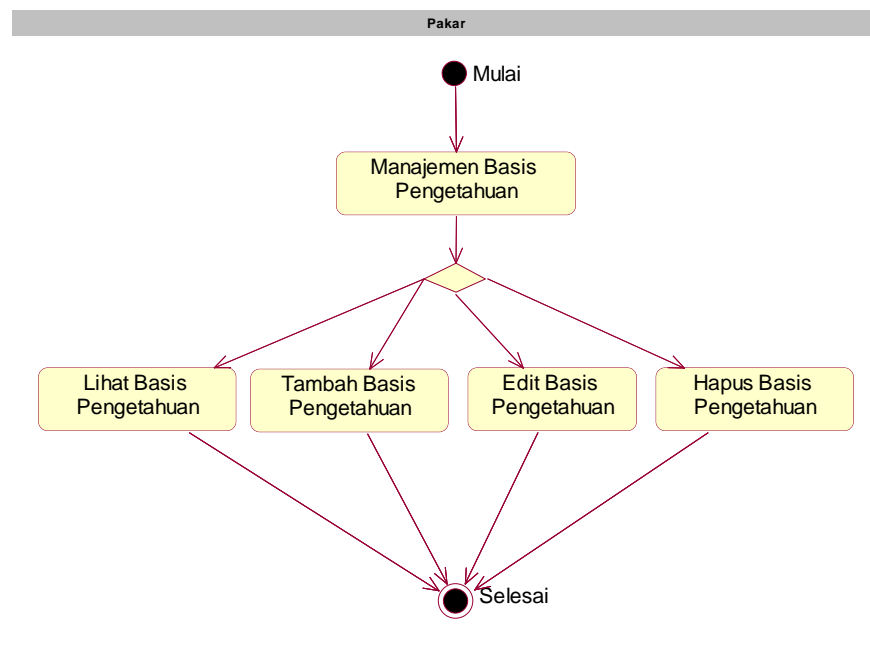 Pakar
Mulai
Manajemen Basis
Pengetahuan
Lihat Basis
Pengetahuan
Tambah Basis
Pengetahuan
Edit Basis
Pengetahuan
Hapus Basis
Pengetahuan
Selesai